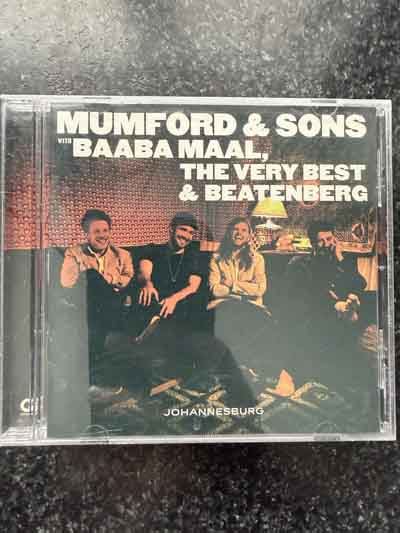 MUMFORD & SONS
WITH BAABA MAAL,
THE VERY BEST
& BEATENBERG
JOHANNESBURG